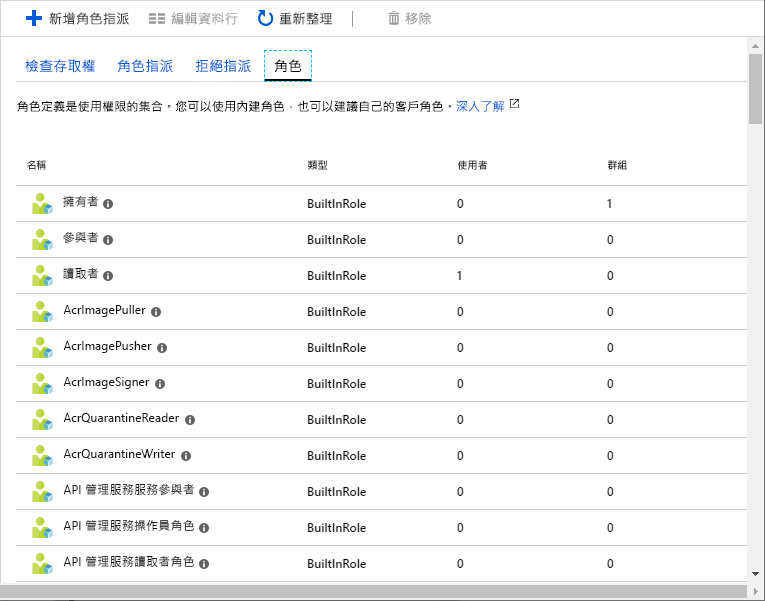 新增角色指派 編輯資料行 重新整理 移除
檢查存取權 角色指派 拒絕指派 角色
角色定義是使用權限的集合。您可以使用內建角色，也可以建議自己的客戶角色。深入了解
名稱 類型 使用者 群組
擁有者 BuiltInRole 0 1
參與者 BuiltInRole 0 0
讀取者 BuiltInRole 1 0
AcrImagePuller BuiltInRole 0 0
AcrImagePusher BuiltInRole 0 0
AcrImageSigner BuiltInRole 0 0
AcrQuarantineReader BuiltInRole 0 0
AcrQuarantineWriter BuiltInRole 0 0
API 管理服務服務參與者 BuiltInRole 0 0
API 管理服務操作員角色 BuiltInRole 0 0
API 管理服務讀取者角色 BuiltInRole 0 0